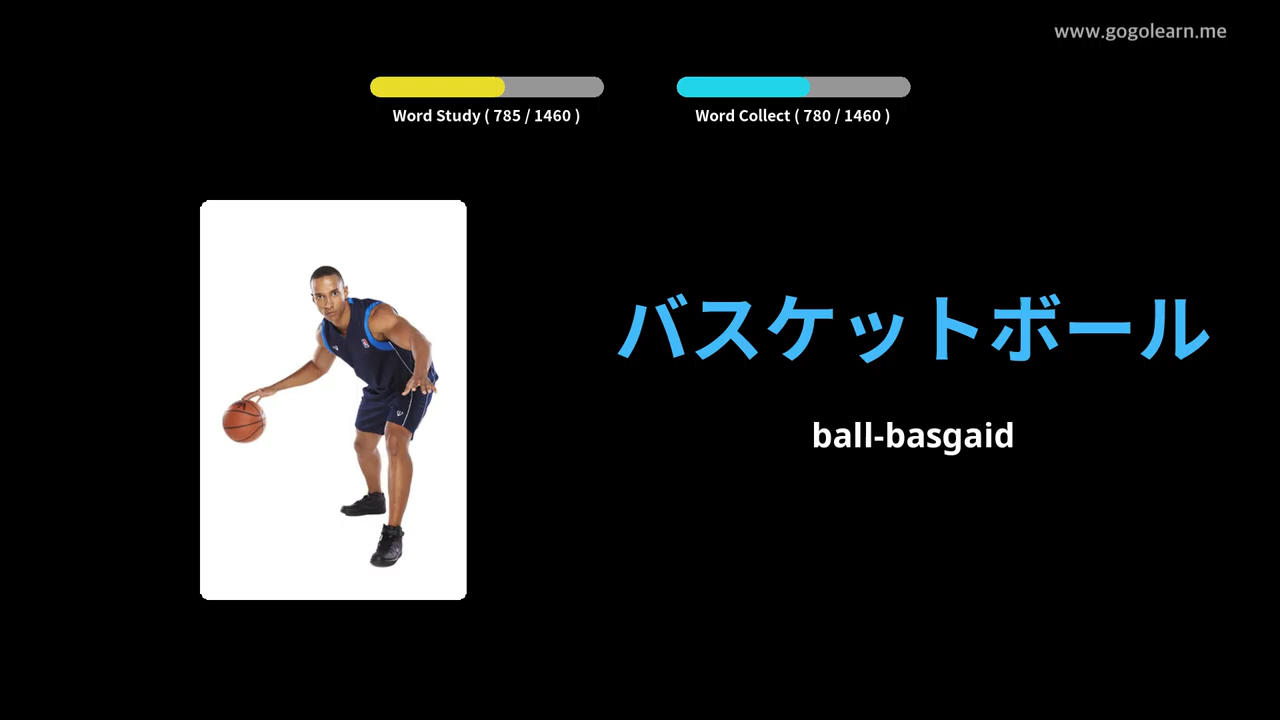 www.gogolearn.me
Word Study ( 785 / 1460 )
Word Collect ( 780 / 1460 )
バスケットボール
ball-basgaid